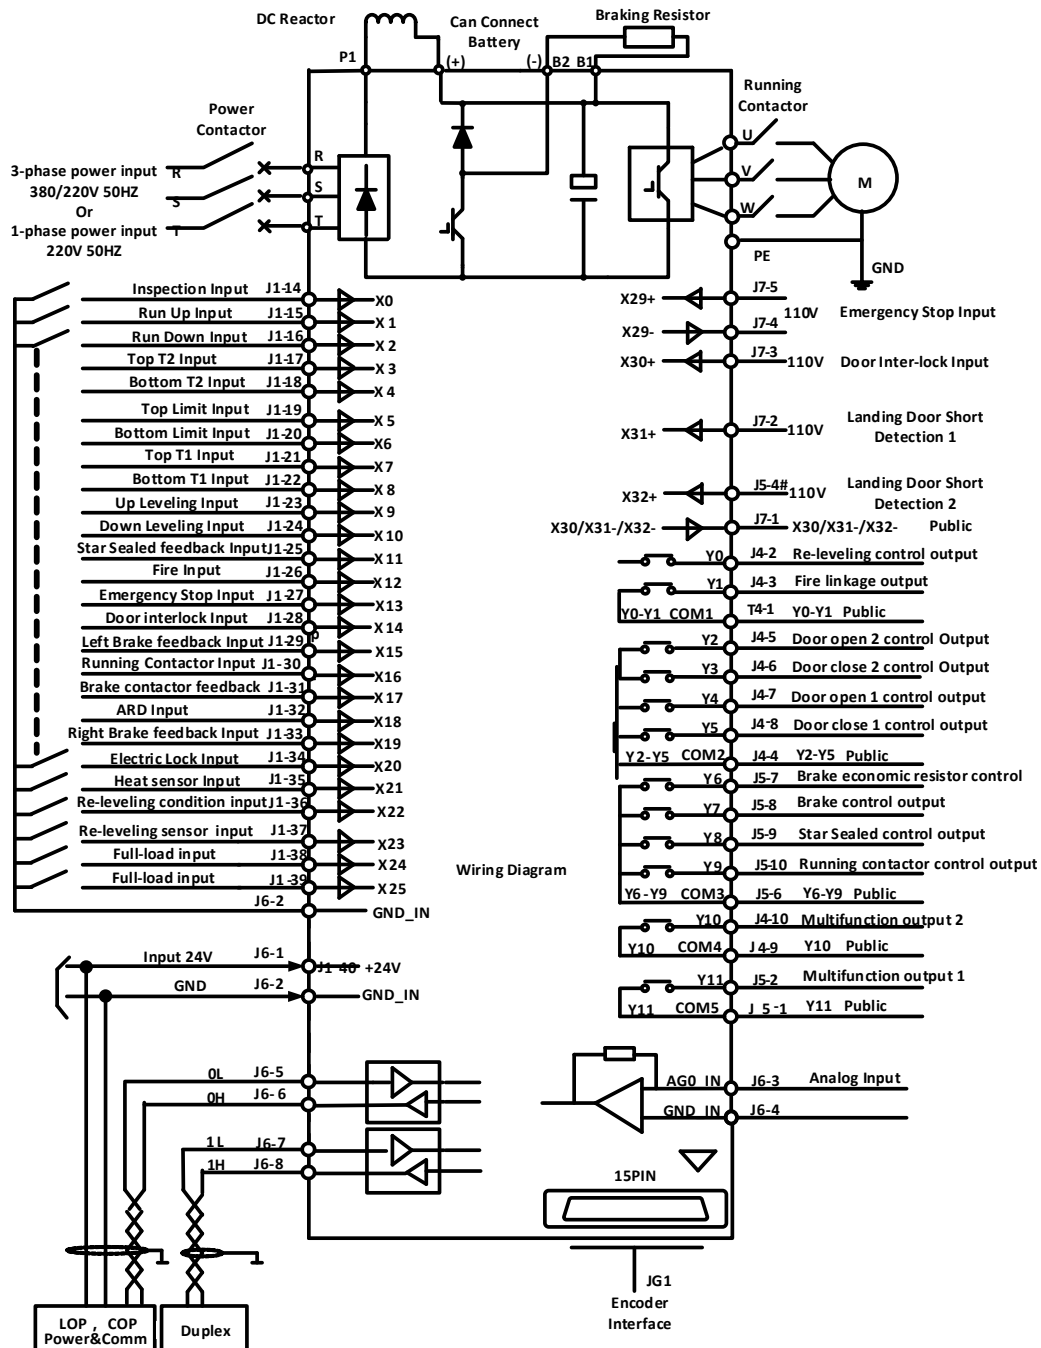 DC Reactor
Can Connect
Battery
Braking Resistor
P1
(+)
(-)
B2
B1
Running
Contactor
Power
Contactor
3-phase power input
380/220V 50HZ
Or
1-phase power input
220V 50HZ
R
S
T
R
S
T
U
V
W
M
PE
GND
Inspection Input J1-14 X0
Run Up Input J1-15 X 1
Run Down Input J1-16 X 2
Top T2 Input J1-17 X 3
Bottom T2 Input J1-18 X 4
Top Limit Input J1-19 X 5
Bottom Limit Input J1-20 X6
Top T1 Input J1-21 X7
Bottom T1 Input J1-22 X 8
Up Leveling Input J1-23 X 9
Down Leveling Input J1-24 X10
Star Sealed feedback Input J1-25 X11
Fire Input J1-26 X12
Emergency Stop Input J1-27 X13
Door interlock Input J1-28 X14
p
Left Brake feedback Input J1-29 X15
Running Contactor Input J1-30 X16
Brake contactor feedback J1-31 X17
ARD Input J1-32 X18
Right Brake feedback Input J1-33 X19
Electric Lock Input J1-34 X20
Heat sensor Input J1-35 X21
Re-leveling condition input J1-36 X22
Re-leveling sensor input J1-37 X23
Full-load input J1-38 X24
Full-load input J1-39 X25
J6-2 GND_IN
Input 24V J6-1 J1-40 +24V
GND J6-2 GND_IN
0L J6-5
0H J6-6
1L J6-7
1H J6-8
LOP , COP
Power&Comm
Duplex
Wiring Diagram
X29+ J7-5
110V Emergency Stop Input
X29- J7-4
X30+ J7-3 110V Door Inter-lock Input
X31+ J7-2 110V Landing Door Short
Detection 1
X32+ J5-4# 110V Landing Door Short
Detection 2
X30/X31-/X32- J7-1 X30/X31-/X32- Public
Y0 J4-2 Re-leveling control output
Y1 J4-3 Fire linkage output
Y0-Y1 COM1 T4-1 Y0-Y1 Public
Y2 J4-5 Door open 2 control Output
Y3 J4-6 Door close 2 control Output
Y4 J4-7 Door open 1 control output
Y5 J4-8 Door close 1 control output
Y2-Y5 COM2 J4-4 Y2-Y5 Public
Y6 J5-7 Brake economic resistor control
Y7 J5-8 Brake control output
Y8 J5-9 Star Sealed control output
Y9 J5-10 Running contactor control output
Y6-Y9 COM3 J5-6 Y6-Y9 Public
Y10 J4-10 Multifunction output 2
Y10 COM4 J4-9 Y10 Public
Y11 J5-2 Multifunction output 1
Y11 COM5 J 5-1 Y11 Public
AG0_IN J6-3 Analog Input
GND_IN J6-4
15PIN
JG1
Encoder
Interface